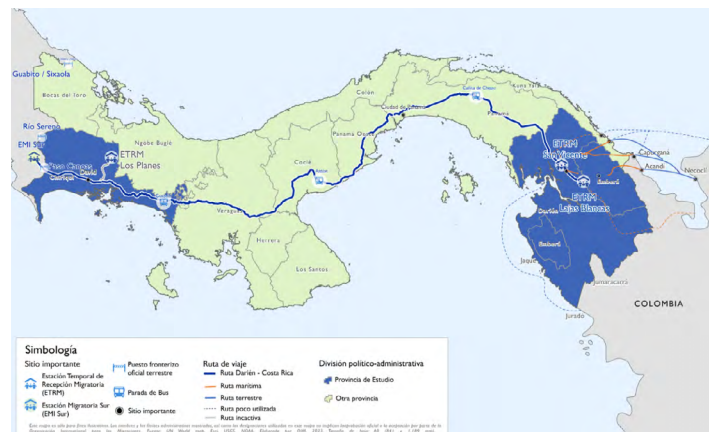 Guabito / Sixaola
Bocas del Toro
Río Sereno
EMI Sur
Paso Canoas
David
Ngäbe Buglé
ETRM
Los Planes
Veraguas
Herrera
Los Santos
Coclé
Colón
Ciudad de Panamá
Panamá
Kuna Yala
ETRM
San Vicente
ETRM
Lajas Blancas
Darién
Emberá
Emberá
Jaqué
Jurado
Capurganá
Acandí
Necoclí
COLOMBIA
Simbología
Sitio importante
Estación Temporal de
Recepción Migratoria
(ETRM)
Estación Migratoria Sur
(EMI Sur)
Puesto fronterizo
oficial terrestre
Parada de Bus
Sitio importante
Ruta de viaje
Ruta Darién - Costa Rica
Ruta marítima
Ruta terrestre
Ruta poco utilizada
Ruta incactiva
División político-administrativa
Provincia de Estudio
Otra provincia